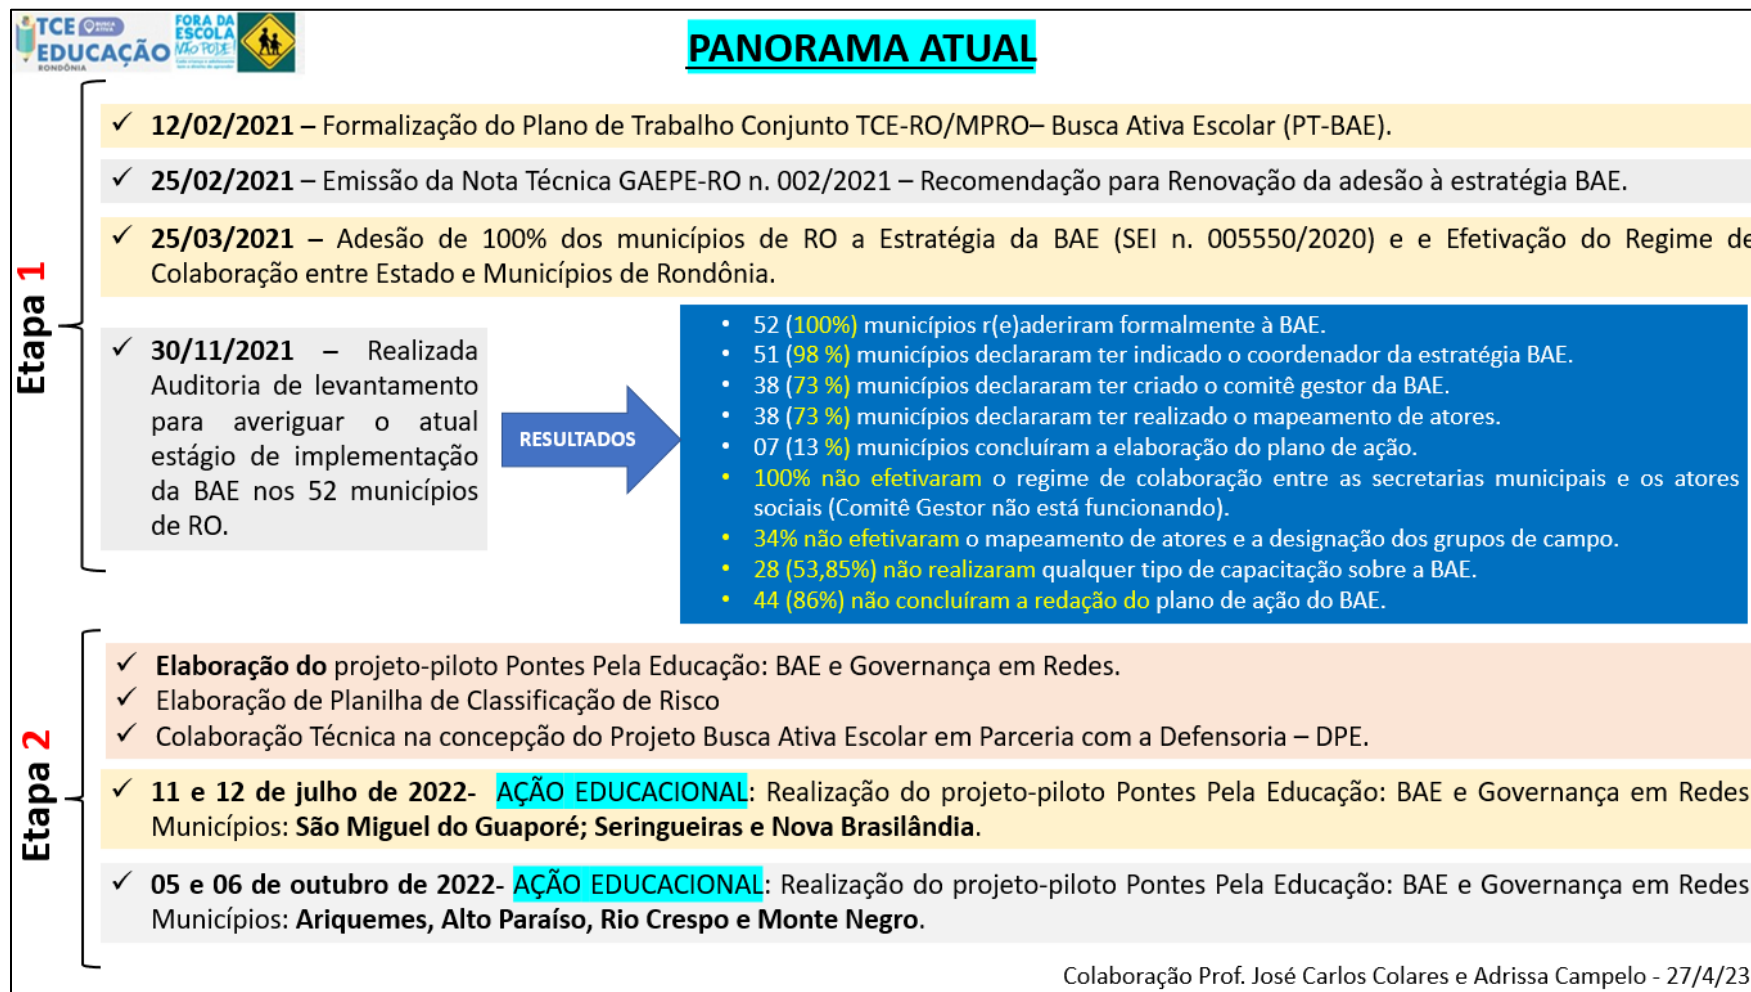 TCE BUSCA ATIVA
EDUCAÇÃO
RONDÔNIA
FORA DA
ESCOLA
NÃO PODE!
PANORAMA ATUAL
Etapa 1
✓ 12/02/2021 – Formalização do Plano de Trabalho Conjunto TCE-RO/MPRO– Busca Ativa Escolar (PT-BAE).
✓ 25/02/2021 – Emissão da Nota Técnica GAEPE-RO n. 002/2021 – Recomendação para Renovação da adesão à estratégia BAE.
✓ 25/03/2021 – Adesão de 100% dos municípios de RO a Estratégia da BAE (SEI n. 005550/2020) e e Efetivação do Regime de
Colaboração entre Estado e Municípios de Rondônia.
✓ 30/11/2021 – Realizada
Auditoria de levantamento
para averiguar o atual
estágio de implementação
da BAE nos 52 municípios
de RO.
RESULTADOS
• 52 (100%) municípios r(e)aderiram formalmente à BAE.
• 51 (98 %) municípios declararam ter indicado o coordenador da estratégia BAE.
• 38 (73 %) municípios declararam ter criado o comitê gestor da BAE.
• 38 (73 %) municípios declararam ter realizado o mapeamento de atores.
• 07 (13 %) municípios concluíram a elaboração do plano de ação.
• 100% não efetivaram o regime de colaboração entre as secretarias municipais e os atores
sociais (Comitê Gestor não está funcionando).
• 34% não efetivaram o mapeamento de atores e a designação dos grupos de campo.
• 28 (53,85%) não realizaram qualquer tipo de capacitação sobre a BAE.
• 44 (86%) não concluíram a redação do plano de ação do BAE.
Etapa 2
✓ Elaboração do projeto-piloto Pontes Pela Educação: BAE e Governança em Redes.
✓ Elaboração de Planilha de Classificação de Risco
✓ Colaboração Técnica na concepção do Projeto Busca Ativa Escolar em Parceria com a Defensoria – DPE.
✓ 11 e 12 de julho de 2022- AÇÃO EDUCACIONAL: Realização do projeto-piloto Pontes Pela Educação: BAE e Governança em Redes
Municípios: São Miguel do Guaporé; Seringueiras e Nova Brasilândia.
✓ 05 e 06 de outubro de 2022- AÇÃO EDUCACIONAL: Realização do projeto-piloto Pontes Pela Educação: BAE e Governança em Redes
Municípios: Ariquemes, Alto Paraíso, Rio Crespo e Monte Negro.
Colaboração Prof. José Carlos Colares e Adrissa Campelo - 27/4/23